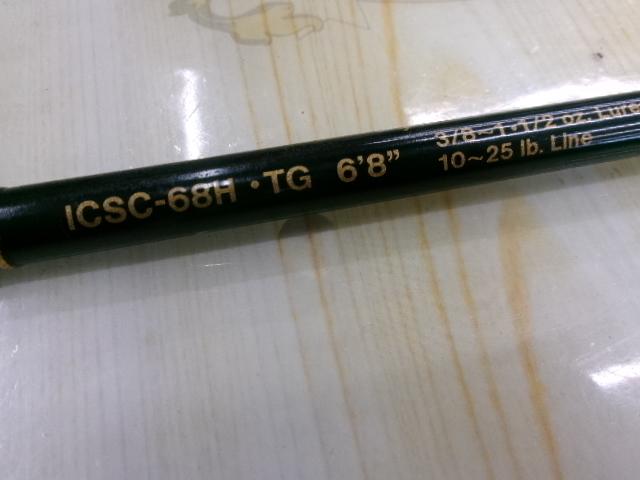 ICSC-68H・TG 6'8"
3/8~1・1/2 oz. Lure
10~25 lb. Line